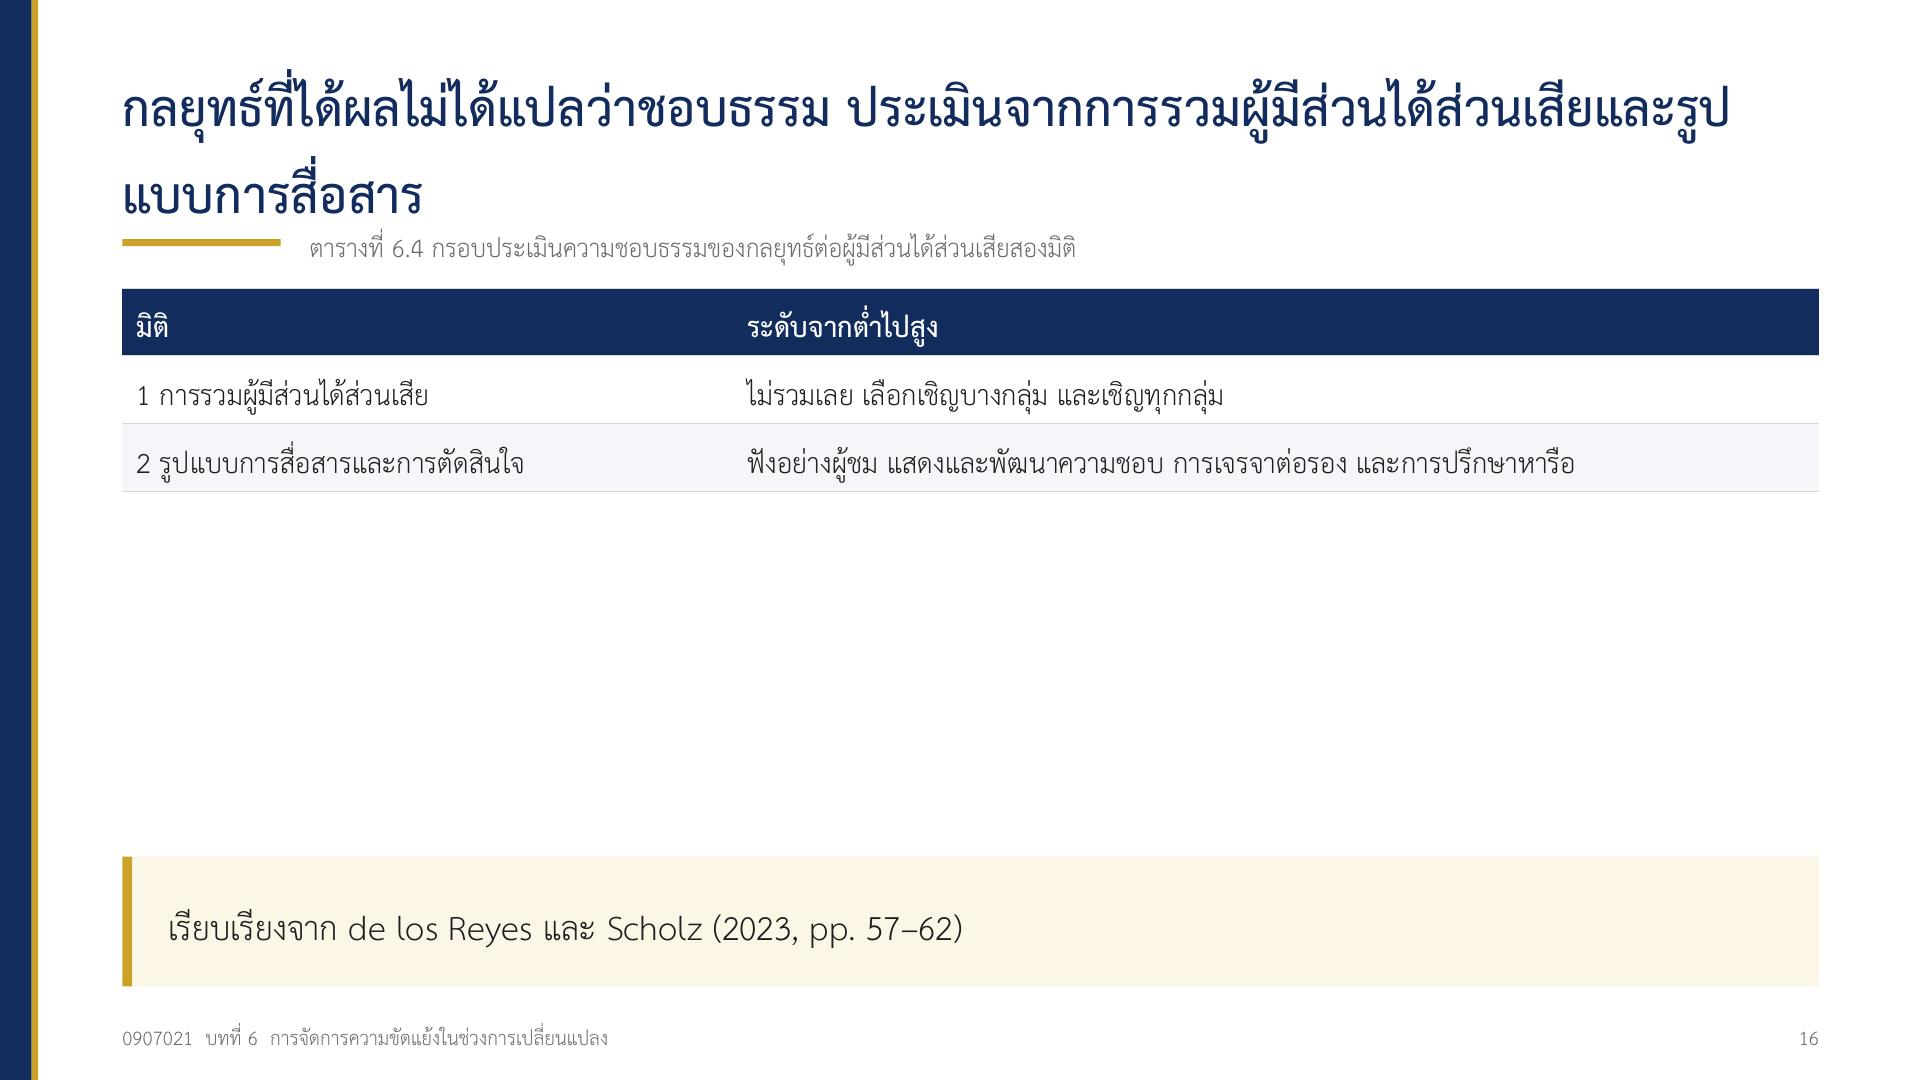 กลยุทธ์ที่ได้ผลไม่ได้แปลว่าชอบธรรม ประเมินจากการรวมผู้มีส่วนได้ส่วนเสียและรูป
แบบการสื่อสาร
ตารางที่ 6.4 กรอบประเมินความชอบธรรมของกลยุทธ์ต่อผู้มีส่วนได้ส่วนเสียสองมิติ
มิติ ระดับจากต่ำไปสูง
1 การรวมผู้มีส่วนได้ส่วนเสีย ไม่รวมเลย เลือกเชิญบางกลุ่ม และเชิญทุกกลุ่ม
2 รูปแบบการสื่อสารและการตัดสินใจ ฟังอย่างผู้ชม แสดงและพัฒนาความชอบ การเจรจาต่อรอง และการปรึกษาหารือ
เรียบเรียงจาก de los Reyes และ Scholz (2023, pp. 57–62)
0907021 บทที่ 6 การจัดการความขัดแย้งในช่วงการเปลี่ยนแปลง 16